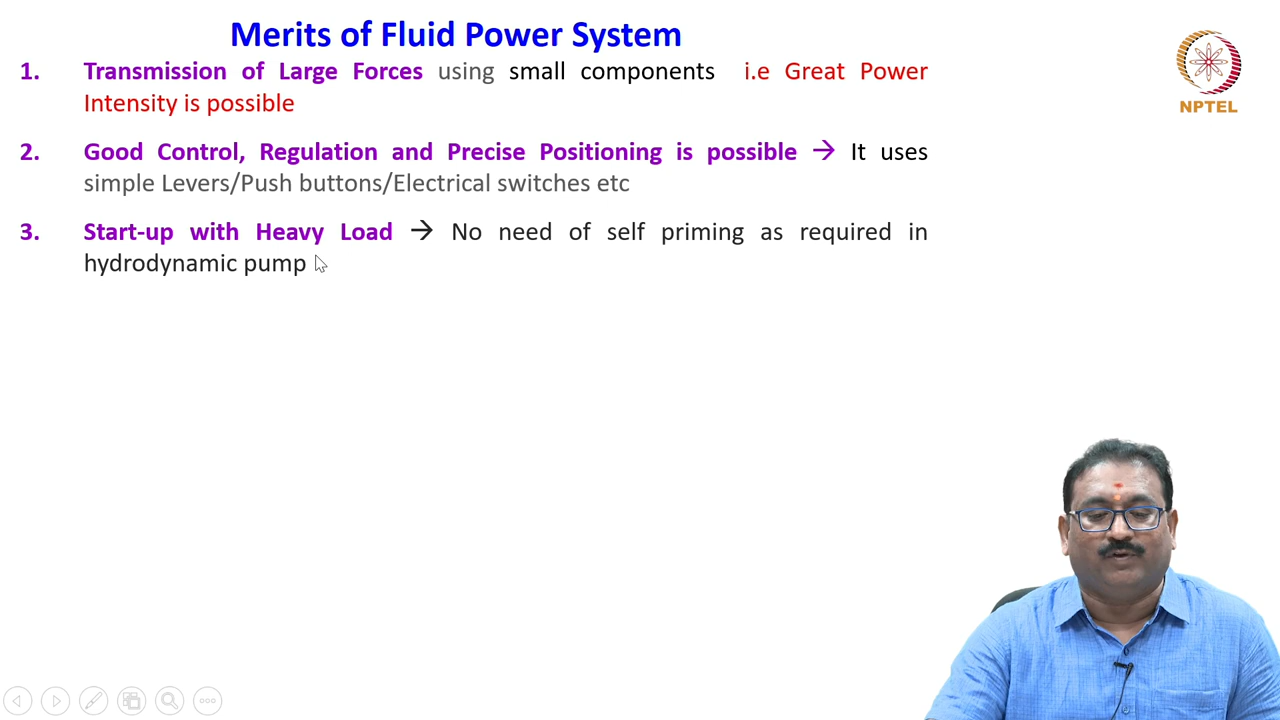 Merits of Fluid Power System
1. Transmission of Large Forces using small components i.e Great Power
Intensity is possible
2. Good Control, Regulation and Precise Positioning is possible → It uses
simple Levers/Push buttons/Electrical switches etc
3. Start-up with Heavy Load → No need of self priming as required in
hydrodynamic pump
NPTEL